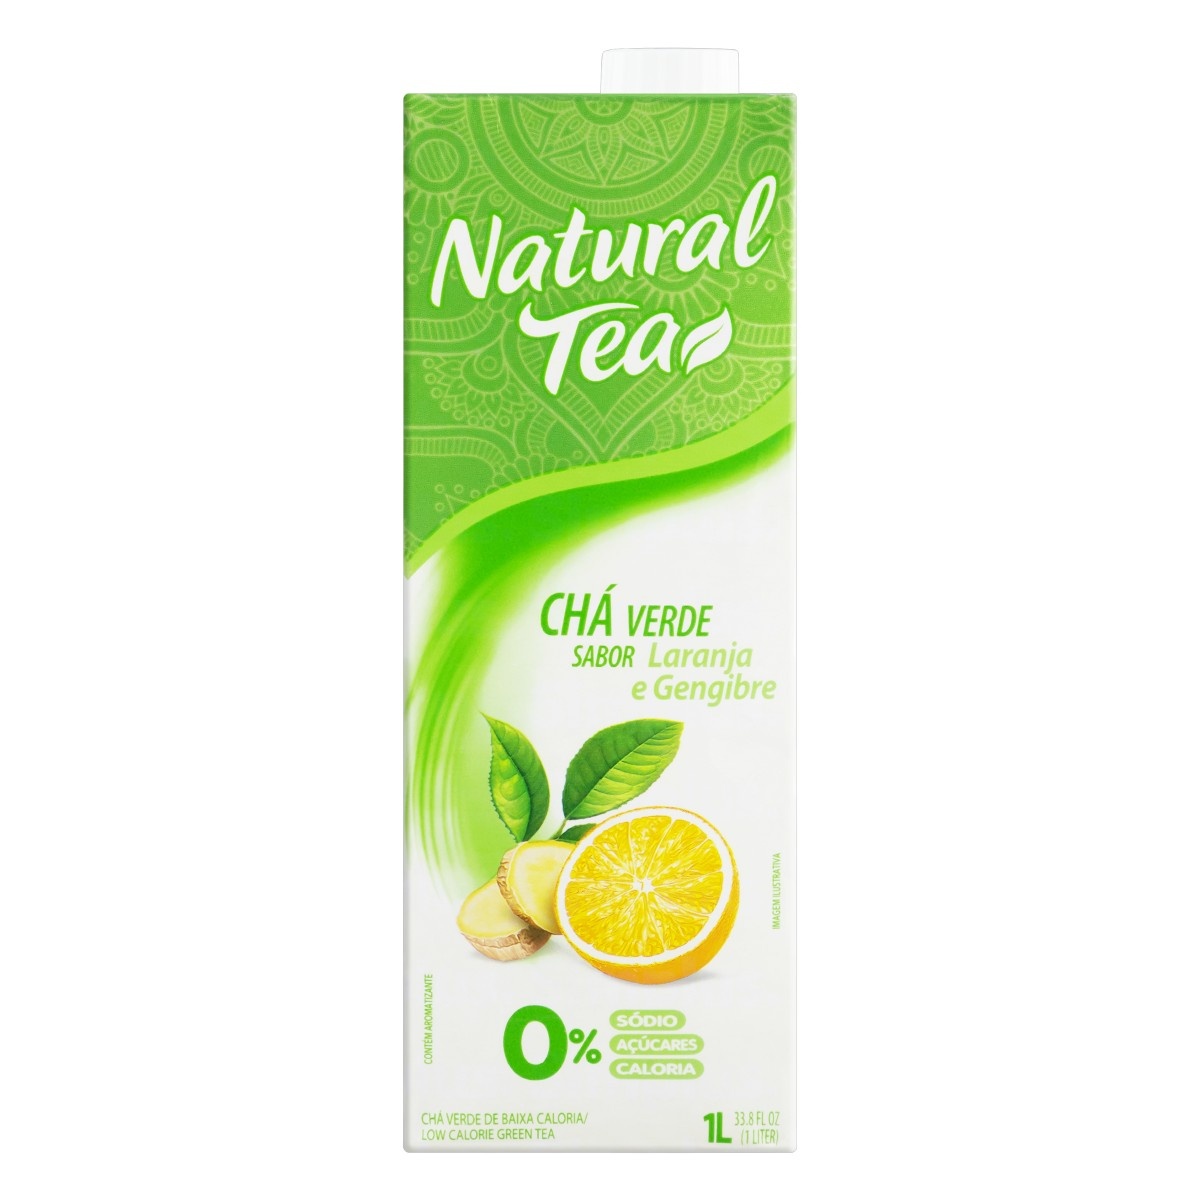 Natural
Tea
CHÁ VERDE
SABOR Laranja
e Gengibre
IMAGEM ILUSTRATIVA
CONTÉM AROMATIZANTE
0%
SÓDIO
AÇÚCARES
CALORIA
CHÁ VERDE DE BAIXA CALORIA/
LOW CALORIE GREEN TEA
1L 33.8 FL OZ
(1 LITER)